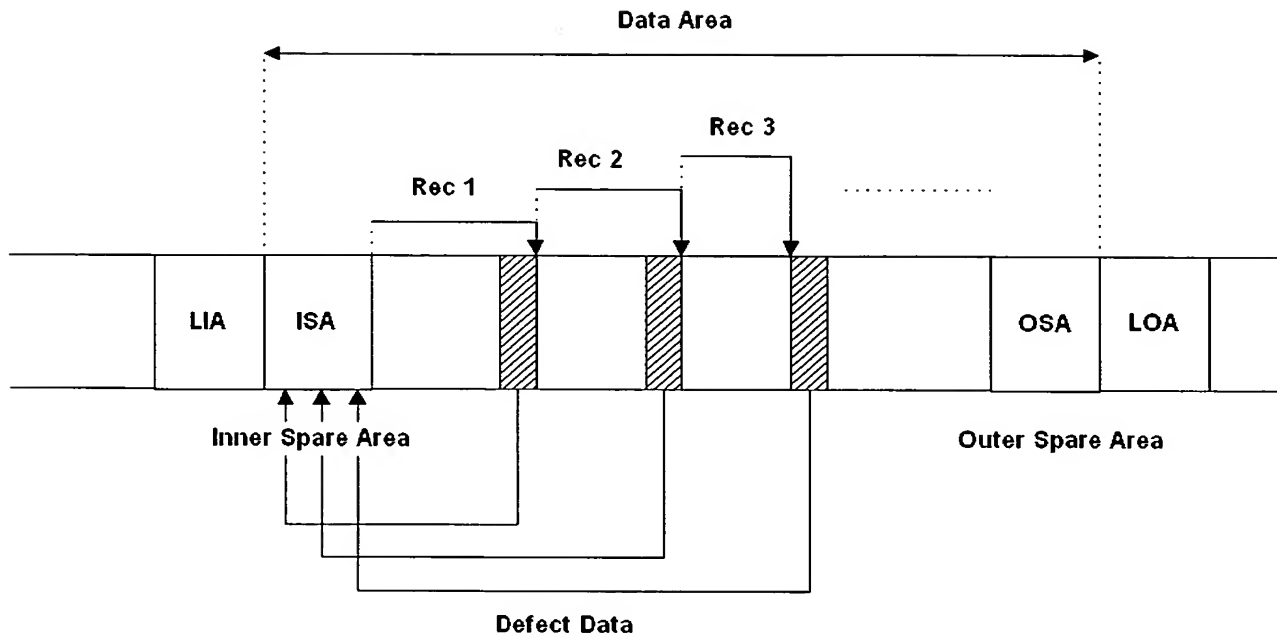 Data Area
Rec 3
Rec 2
Rec 1
LIA
ISA
OSA
LOA
Inner Spare Area
Outer Spare Area
Defect Data